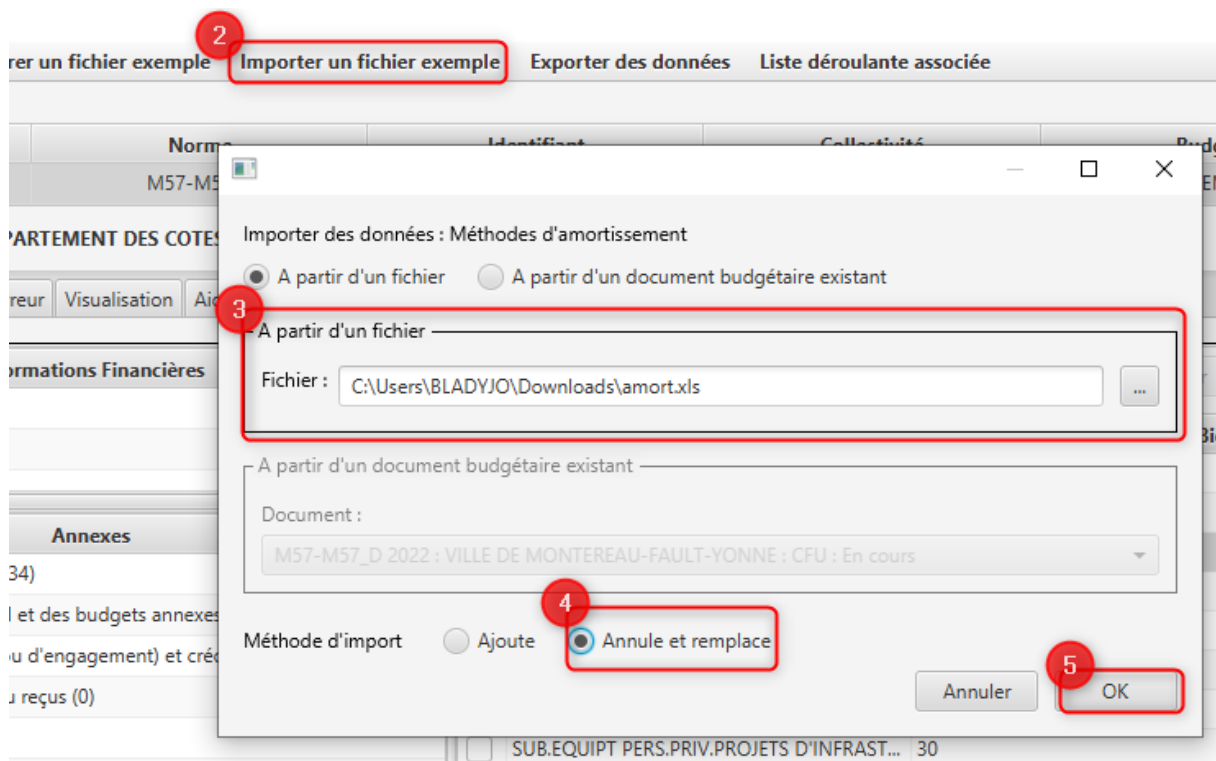 2
rer un fichier exemple Importer un fichier exemple Exporter des données Liste déroulante associée
Norme Identifiant Collectivité Budg
M57-M5
PARTEMENT DES COTES
Importer des données : Méthodes d'amortissement
A partir d'un fichier A partir d'un document budgétaire existant
reur Visualisation Aid
3
A partir d'un fichier
ormations Financières
Fichier : C:\Users\BLADYJO\Downloads\amort.xls ...
A partir d'un document budgétaire existant
Document :
Annexes
M57-M57_D 2022 : VILLE DE MONTEREAU-FAULT-YONNE : CFU : En cours
34)
l et des budgets annexes
4
Méthode d'import Ajoute Annule et remplace
ou d'engagement) et créd
5
Annuler OK
u reçus (0)
SUB.EQUIPT PERS.PRIV.PROJETS D'INFRAST... 30